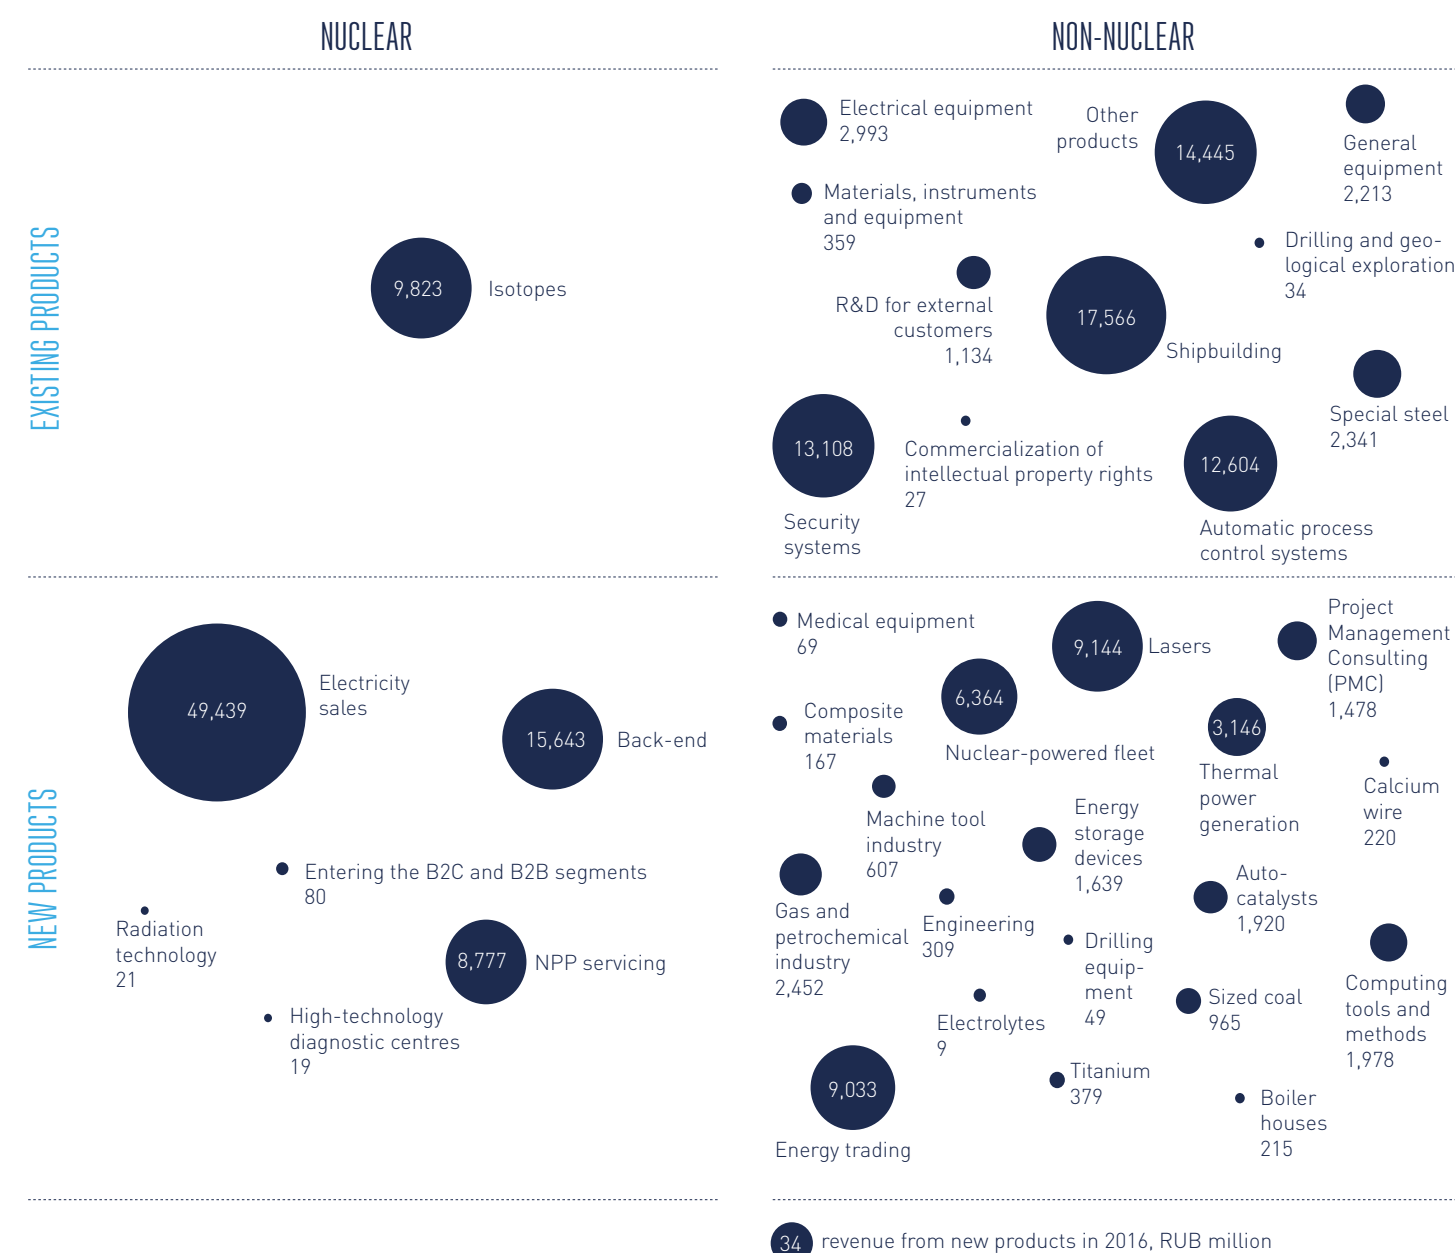 NUCLEAR
NON-NUCLEAR
EXISTING PRODUCTS
9,823
Isotopes
Electrical equipment
2,993
Other
products
14,445
General
equipment
2,213
Materials, instruments
and equipment
359
Drilling and geo-
logical exploration
34
R&D for external
customers
1,134
17,566
Shipbuilding
Special steel
2,341
13,108
Security
systems
Commercialization of
intellectual property rights
27
12,604
Automatic process
control systems
NEW PRODUCTS
49,439
Electricity
sales
15,643
Back-end
Entering the B2C and B2B segments
80
Radiation
technology
21
8,777
NPP servicing
High-technology
diagnostic centres
19
Medical equipment
69
9,144
Lasers
Project
Management
Consulting
(PMC)
1,478
6,364
Nuclear-powered fleet
Composite
materials
167
3,146
Thermal
power
generation
Calcium
wire
220
Machine tool
industry
607
Energy
storage
devices
1,639
Auto-
catalysts
1,920
Gas and
petrochemical
industry
2,452
Engineering
309
Drilling
equip-
ment
49
Computing
tools and
methods
1,978
Sized coal
965
Electrolytes
9
9,033
Energy trading
Titanium
379
Boiler
houses
215
34
revenue from new products in 2016, RUB million